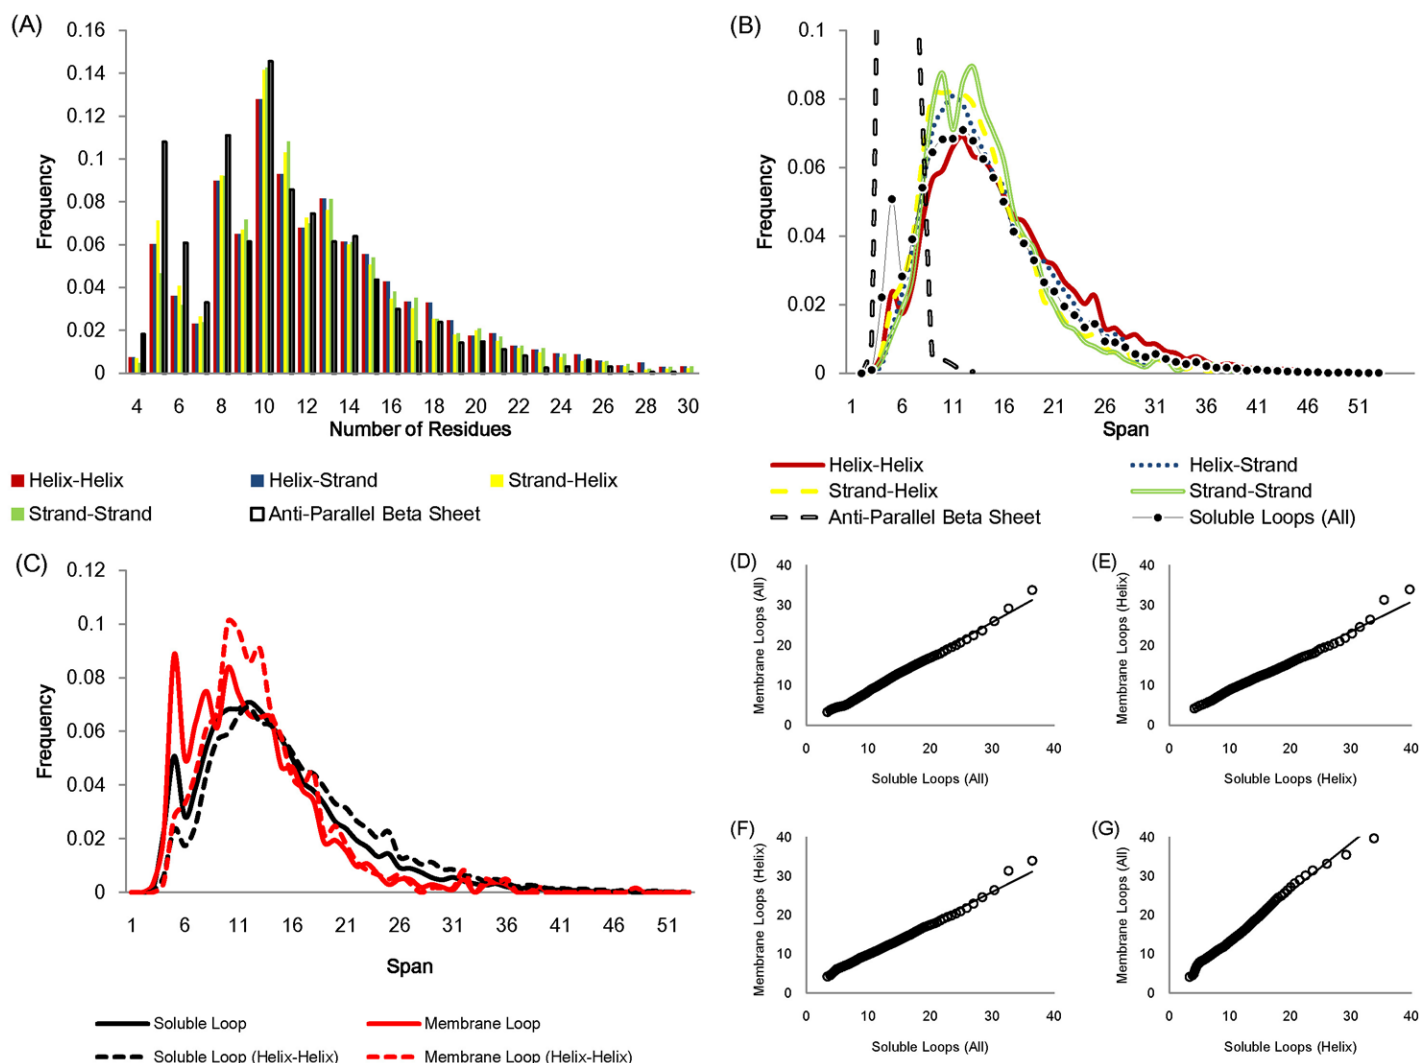 (A)
0.16
0.14
0.12
0.1
0.08
0.06
0.04
0.02
0
Frequency
4 6 8 10 12 14 16 18 20 22 24 26 28 30
Number of Residues
Helix-Helix Helix-Strand Strand-Helix
Strand-Strand Anti-Parallel Beta Sheet
(B)
0.1
0.08
0.06
0.04
0.02
0
Frequency
1 6 11 16 21 26 31 36 41 46 51
Span
Helix-Helix Helix-Strand
Strand-Helix Strand-Strand
Anti-Parallel Beta Sheet Soluble Loops (All)
(C)
0.12
0.1
0.08
0.06
0.04
0.02
0
Frequency
1 6 11 16 21 26 31 36 41 46 51
Span
Soluble Loop Membrane Loop
Soluble Loop (Helix-Helix) Membrane Loop (Helix-Helix)
(D)
40
30
20
10
0
Membrane Loops (All)
0 10 20 30 40
Soluble Loops (All)
(E)
40
30
20
10
0
Membrane Loops (Helix)
0 10 20 30 40
Soluble Loops (Helix)
(F)
40
30
20
10
0
Membrane Loops (Helix)
0 10 20 30 40
Soluble Loops (All)
(G)
40
30
20
10
0
Membrane Loops (All)
0 10 20 30 40
Soluble Loops (Helix)